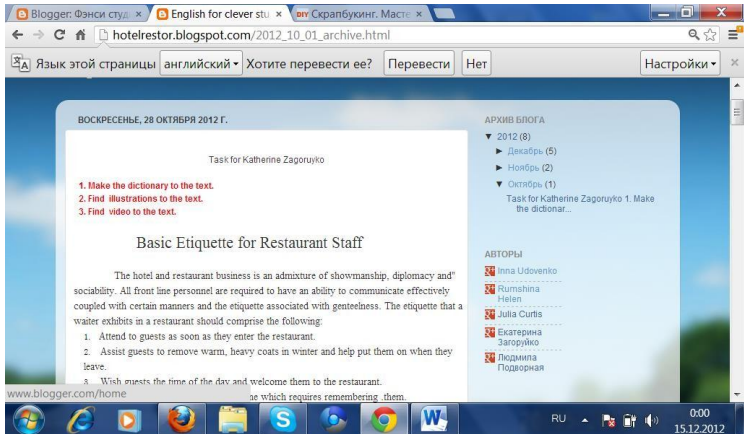 Blogger: Фэнси студ
English for clever stu
DIY Скрапбукинг. Масте
hotelrestor.blogspot.com/2012_10_01_archive.html
Язык этой страницы английский Хотите перевести ее? Перевести Нет Настройки
ВОСКРЕСЕНЬЕ, 28 ОКТЯБРЯ 2012 Г.
Task for Katherine Zagoruyko
1. Make the dictionary to the text.
2. Find illustrations to the text.
3. Find video to the text.
Basic Etiquette for Restaurant Staff
The hotel and restaurant business is an admixture of showmanship, diplomacy and"
sociability. All front line personnel are required to have an ability to communicate effectively
coupled with certain manners and the etiquette associated with genteelness. The etiquette that a
waiter exhibits in a restaurant should comprise the following:
1. Attend to guests as soon as they enter the restaurant.
2. Assist guests to remove warm, heavy coats in winter and help put them on when they
leave.
3. Wish guests the time of the day and welcome them to the restaurant.
me which requires remembering .them.
АРХИВ БЛОГА
▼ 2012 (8)
► Декабрь (5)
► Ноябрь (2)
▼ Октябрь (1)
Task for Katherine Zagoruyko 1. Make
the dictionar...
АВТОРЫ
Inna Udovenko
Rumshina
Helen
Julia Curtis
Екатерина
Загоруйко
Людмила
Подворная
www.blogger.com/home
RU
0:00
15.12.2012